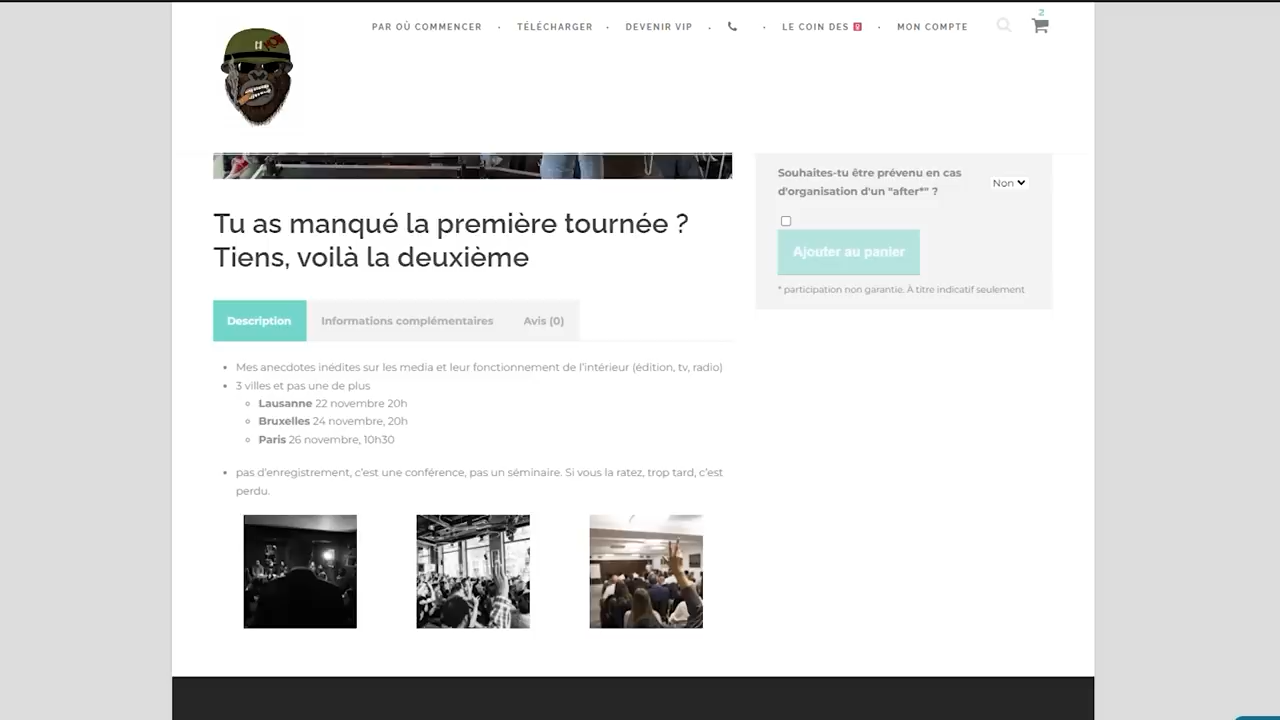 PAR OÙ COMMENCER · TÉLÉCHARGER · DEVENIR VIP · · LE COIN DES · MON COMPTE
2
Souhaites-tu être prévenu en cas
d'organisation d'un "after*" ?
Non
Ajouter au panier
* participation non garantie. À titre indicatif seulement
Tu as manqué la première tournée ?
Tiens, voilà la deuxième
Description Informations complémentaires Avis (0)
Mes anecdotes inédites sur les media et leur fonctionnement de l'intérieur (édition, tv, radio)
3 villes et pas une de plus
Lausanne 22 novembre 20h
Bruxelles 24 novembre, 20h
Paris 26 novembre, 10h30
pas d'enregistrement, c'est une conférence, pas un séminaire. Si vous la ratez, trop tard, c'est
perdu.